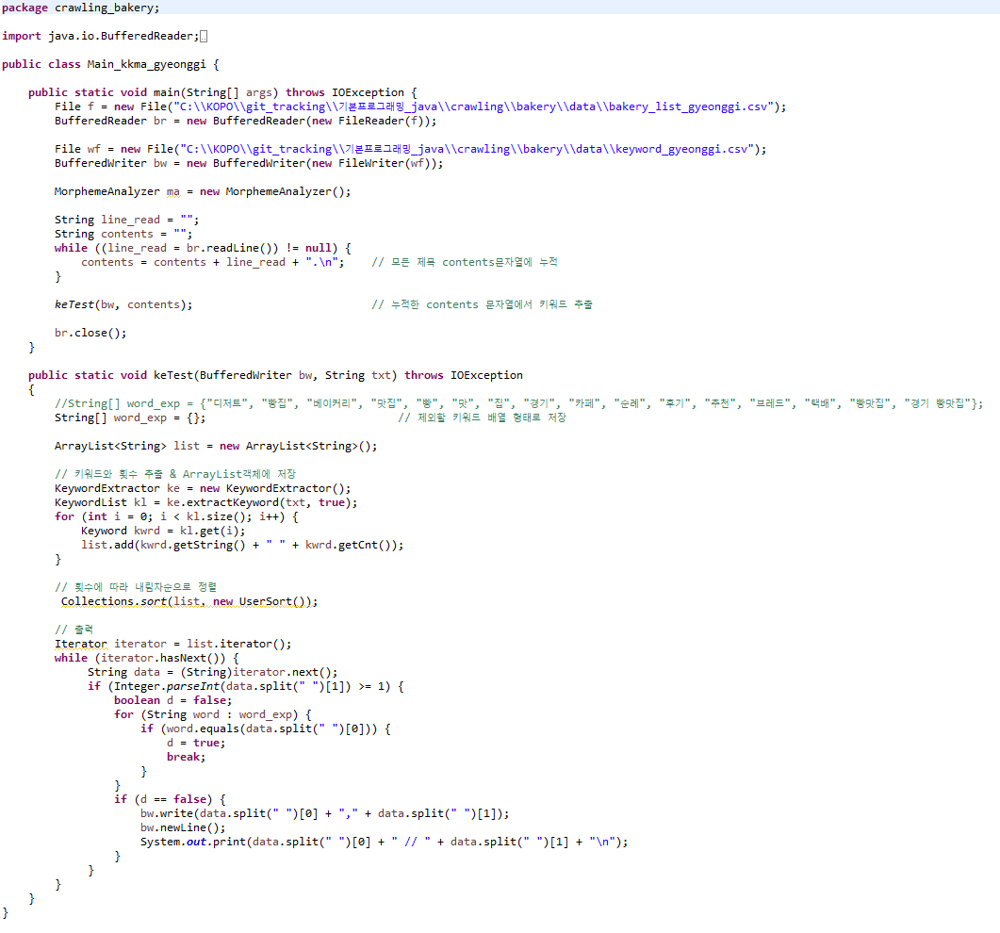 package crawling_bakery;
import java.io.BufferedReader;
public class Main_kkma_gyeonggi {
public static void main(String[] args) throws IOException {
File f = new File("C:\\KOPO\\git_tracking\\기본프로그래밍_java\\crawling\\bakery\\data\\bakery_list_gyeonggi.csv");
BufferedReader br = new BufferedReader(new FileReader(f));
File wf = new File("C:\\KOPO\\git_tracking\\기본프로그래밍_java\\crawling\\bakery\\data\\keyword_gyeonggi.csv");
BufferedWriter bw = new BufferedWriter(new FileWriter(wf));
MorphemeAnalyzer ma = new MorphemeAnalyzer();
String line_read = "";
String contents = "";
while ((line_read = br.readLine()) != null) {
contents = contents + line_read + ".\n"; // 모든 제목 contents문자열에 누적
}
keTest(bw, contents); // 누적한 contents 문자열에서 키워드 추출
br.close();
}
public static void keTest(BufferedWriter bw, String txt) throws IOException
{
//String[] word_exp = {"디저트", "빵집", "베이커리", "맛집", "빵", "맛", "집", "경기", "카페", "순례", "후기", "추천", "브레드", "택배", "빵맛집", "경기 빵맛집"};
String[] word_exp = {}; // 제외할 키워드 배열 형태로 저장
ArrayList<String> list = new ArrayList<String>();
// 키워드와 횟수 추출 & ArrayList객체에 저장
KeywordExtractor ke = new KeywordExtractor();
KeywordList kl = ke.extractKeyword(txt, true);
for (int i = 0; i < kl.size(); i++) {
Keyword kwrd = kl.get(i);
list.add(kwrd.getString() + " " + kwrd.getCnt());
}
// 횟수에 따라 내림차순으로 정렬
Collections.sort(list, new UserSort());
// 출력
Iterator iterator = list.iterator();
while (iterator.hasNext()) {
String data = (String)iterator.next();
if (Integer.parseInt(data.split(" ")[1]) >= 1) {
boolean d = false;
for (String word : word_exp) {
if (word.equals(data.split(" ")[0])) {
d = true;
break;
}
}
if (d == false) {
bw.write(data.split(" ")[0] + "," + data.split(" ")[1]);
bw.newLine();
System.out.print(data.split(" ")[0] + " // " + data.split(" ")[1] + "\n");
}
}
}
}
}